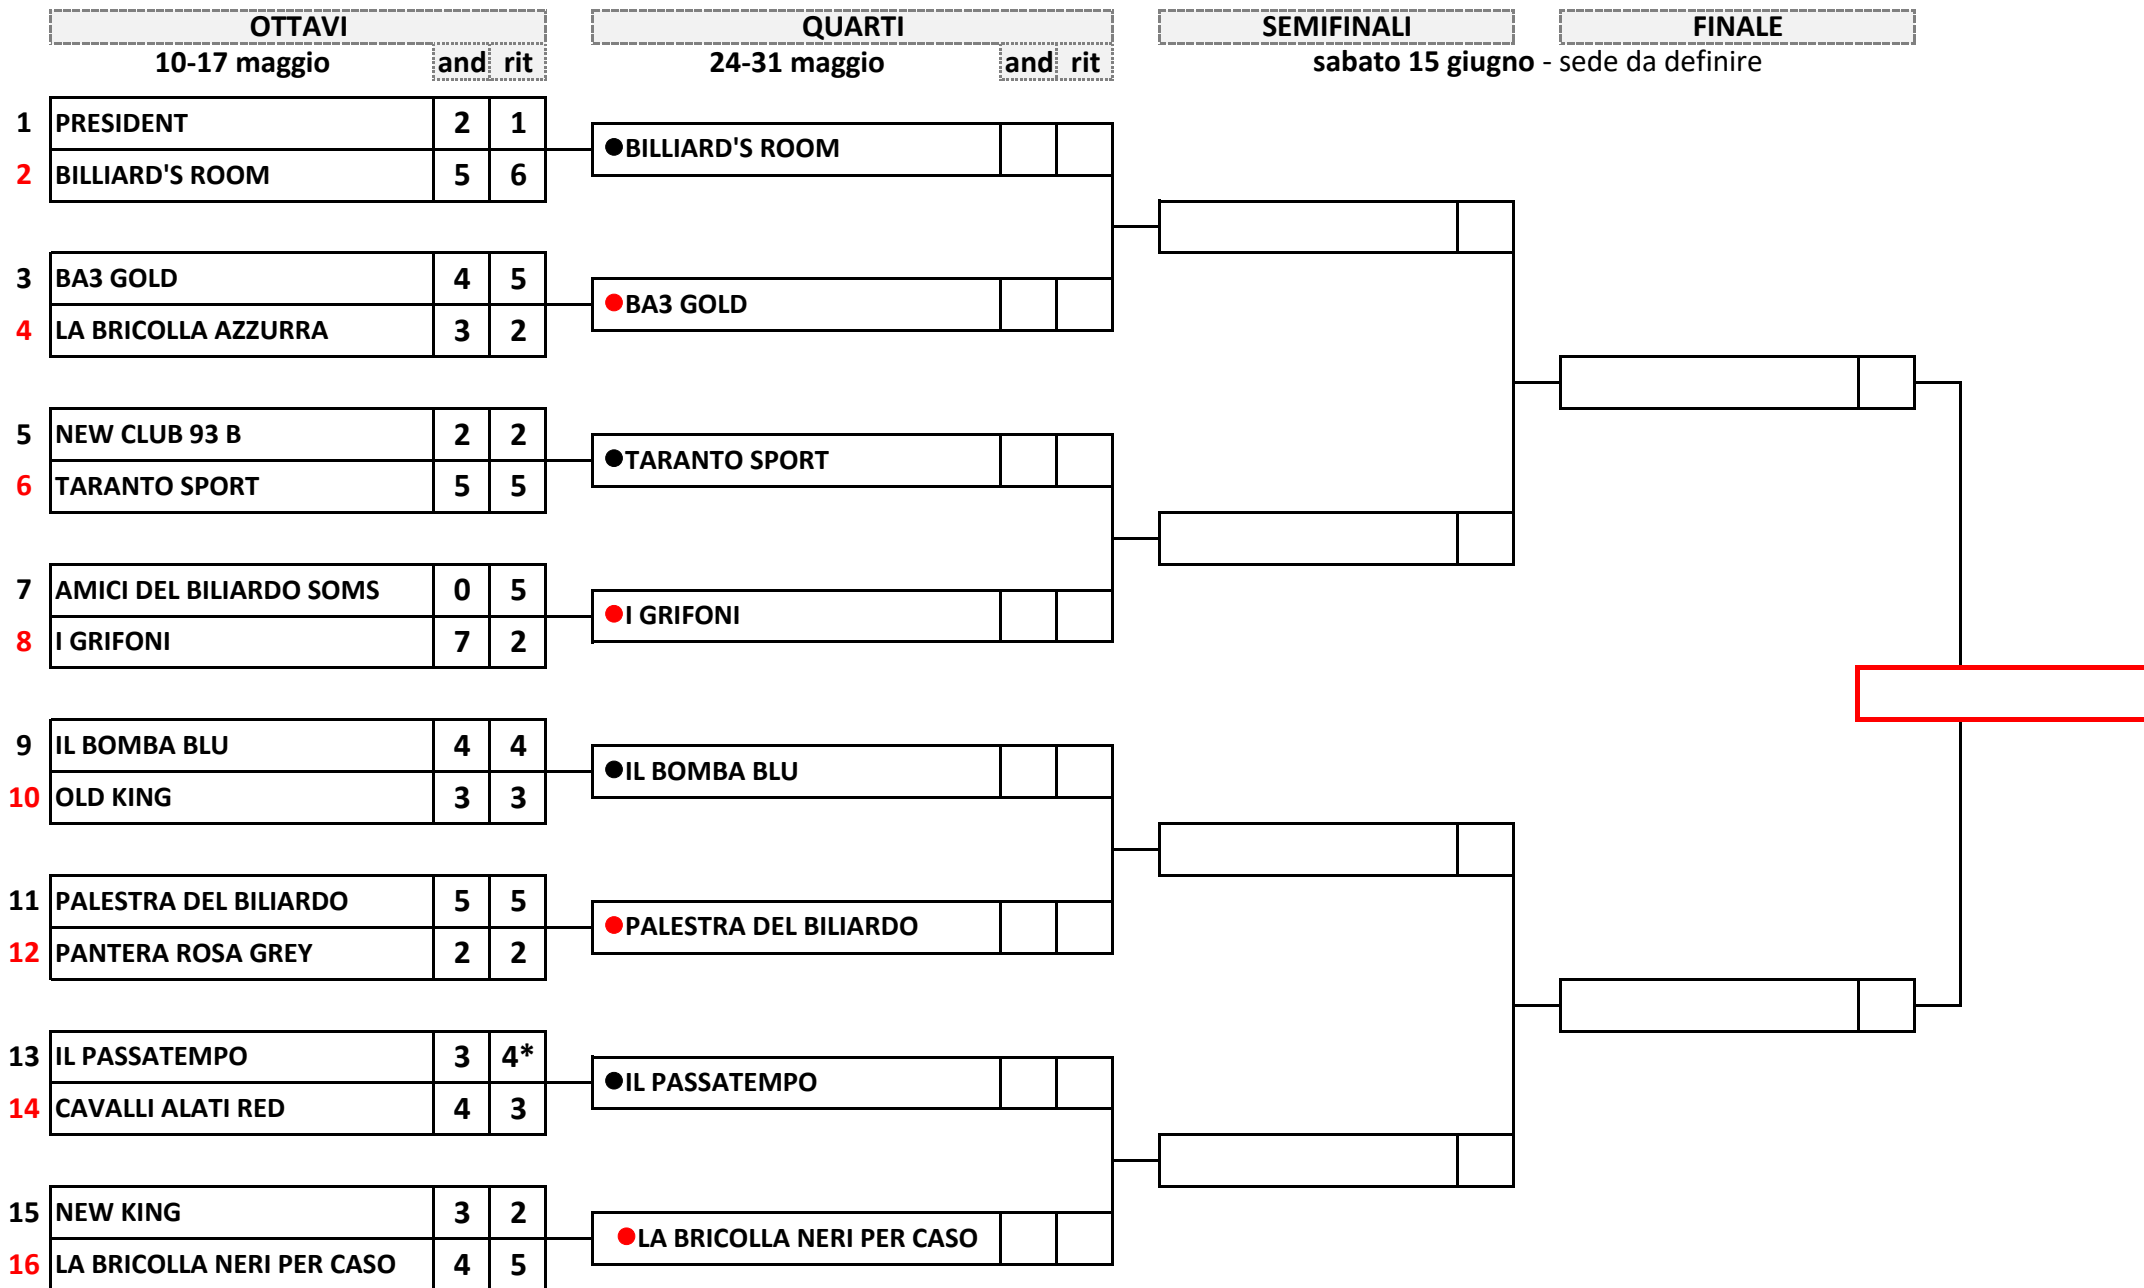 OTTAVI QUARTI SEMIFINALI FINALE
10-17 maggio and rit 24-31 maggio and rit sabato 15 giugno - sede da definire
1 PRESIDENT 2 1
BILLIARD'S ROOM
2 BILLIARD'S ROOM 5 6
3 BA3 GOLD 4 5
BA3 GOLD
4 LA BRICOLLA AZZURRA 3 2
5 NEW CLUB 93 B 2 2
TARANTO SPORT
6 TARANTO SPORT 5 5
7 AMICI DEL BILIARDO SOMS 0 5
I GRIFONI
8 I GRIFONI 7 2
9 IL BOMBA BLU 4 4
IL BOMBA BLU
10 OLD KING 3 3
11 PALESTRA DEL BILIARDO 5 5
PALESTRA DEL BILIARDO
12 PANTERA ROSA GREY 2 2
13 IL PASSATEMPO 3 4*
IL PASSATEMPO
14 CAVALLI ALATI RED 4 3
15 NEW KING 3 2
LA BRICOLLA NERI PER CASO
16 LA BRICOLLA NERI PER CASO 4 5